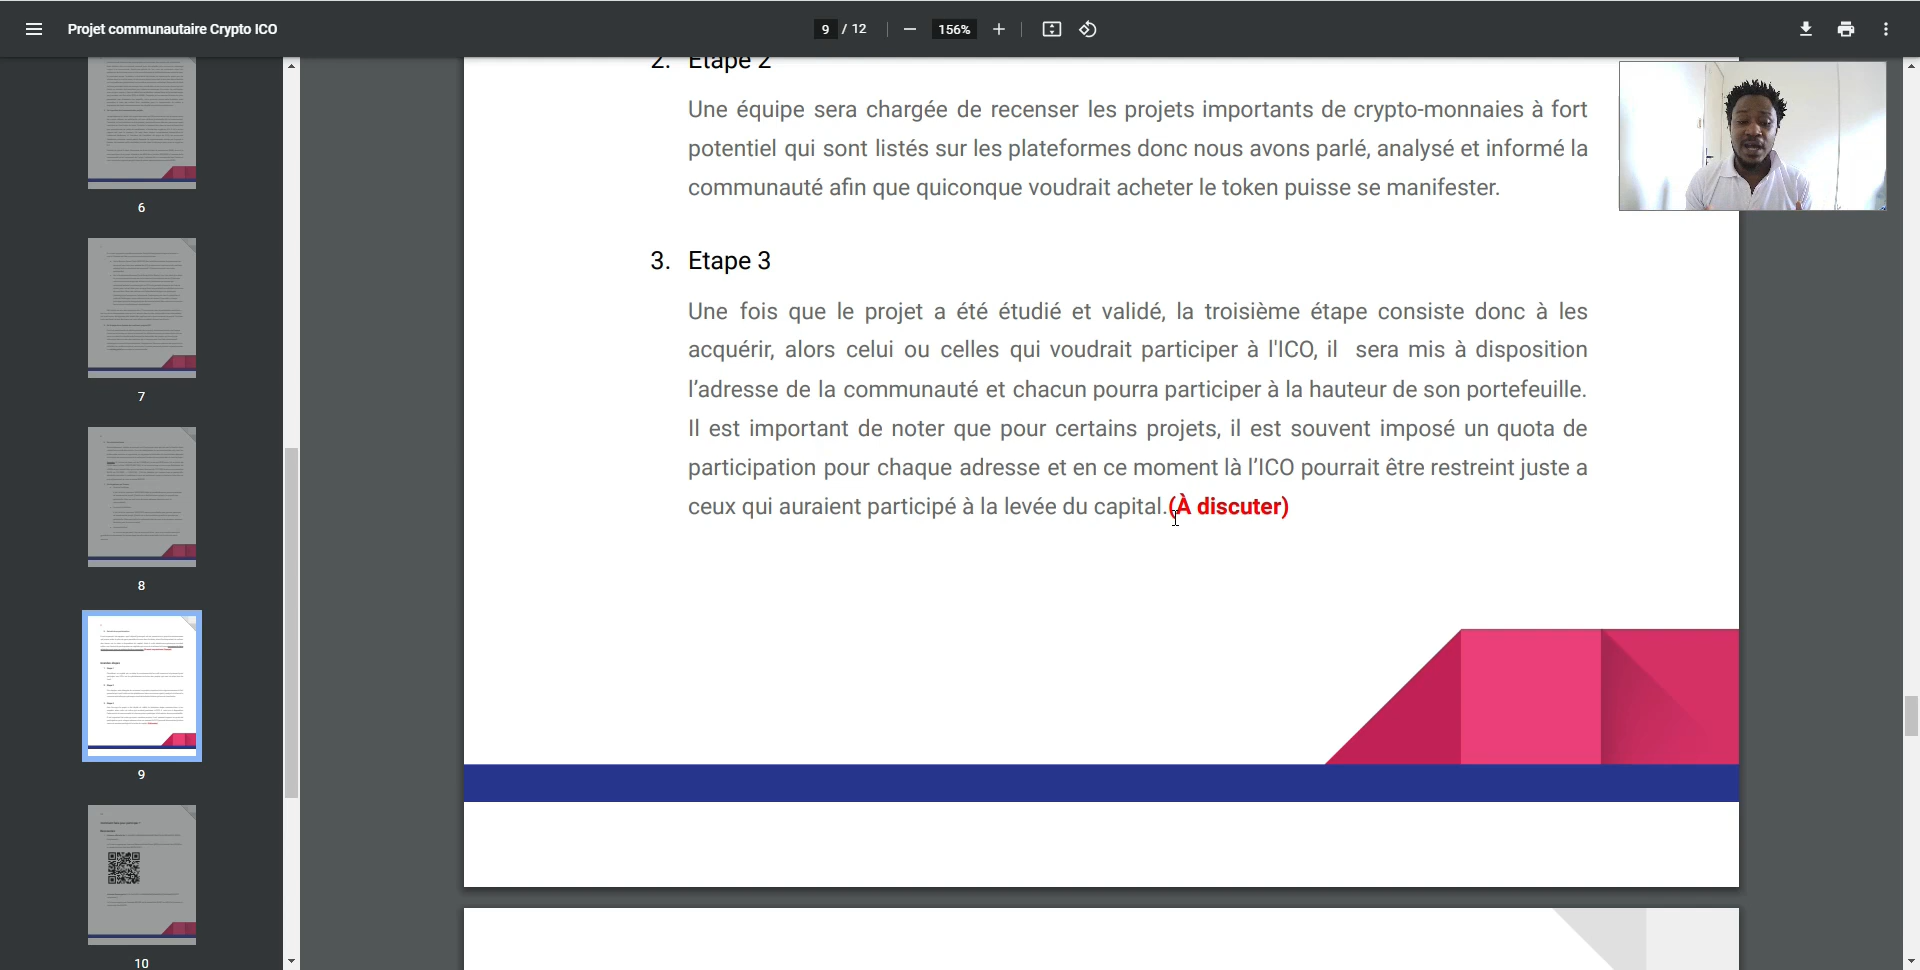 Projet communautaire Crypto ICO
9 / 12
156%
6
7
8
9
10
2. Etape 2
Une équipe sera chargée de recenser les projets importants de crypto-monnaies à fort
potentiel qui sont listés sur les plateformes donc nous avons parlé, analysé et informé la
communauté afin que quiconque voudrait acheter le token puisse se manifester.
3. Etape 3
Une fois que le projet a été étudié et validé, la troisième étape consiste donc à les
acquérir, alors celui ou celles qui voudrait participer à l'ICO, il sera mis à disposition
l’adresse de la communauté et chacun pourra participer à la hauteur de son portefeuille.
Il est important de noter que pour certains projets, il est souvent imposé un quota de
participation pour chaque adresse et en ce moment là l’ICO pourrait être restreint juste a
ceux qui auraient participé à la levée du capital.(À discuter)